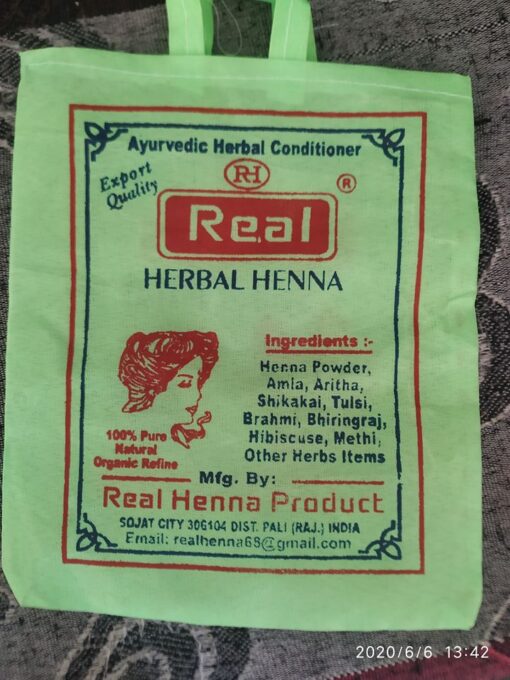 Ayurvedic Herbal Conditioner
Export
Quality
RH
®
Real
HERBAL HENNA
Ingredients :-
Henna Powder,
Amla, Aritha,
Shikakai, Tulsi,
Brahmi, Bhiringraj,
Hibiscuse, Methi,
Other Herbs Items
100% Pure
Natural
Organic Refine
Mfg. By:
Real Henna Product
SOJAT CITY 306104 DIST. PALI (RAJ.) INDIA
Email: realhenna68@gmail.com
2020/6/6 13:42